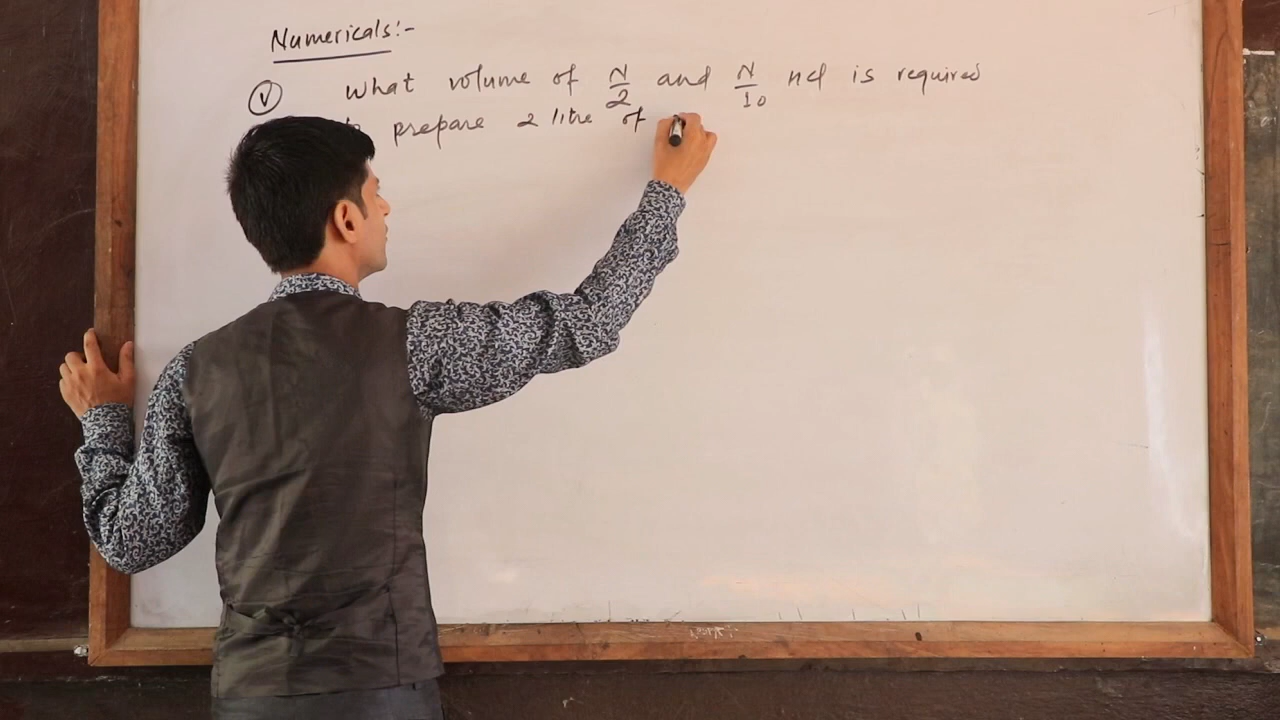 Numericals:-
V What volume of N/2 and N/10 Hcl is required
to prepare 2 litre of